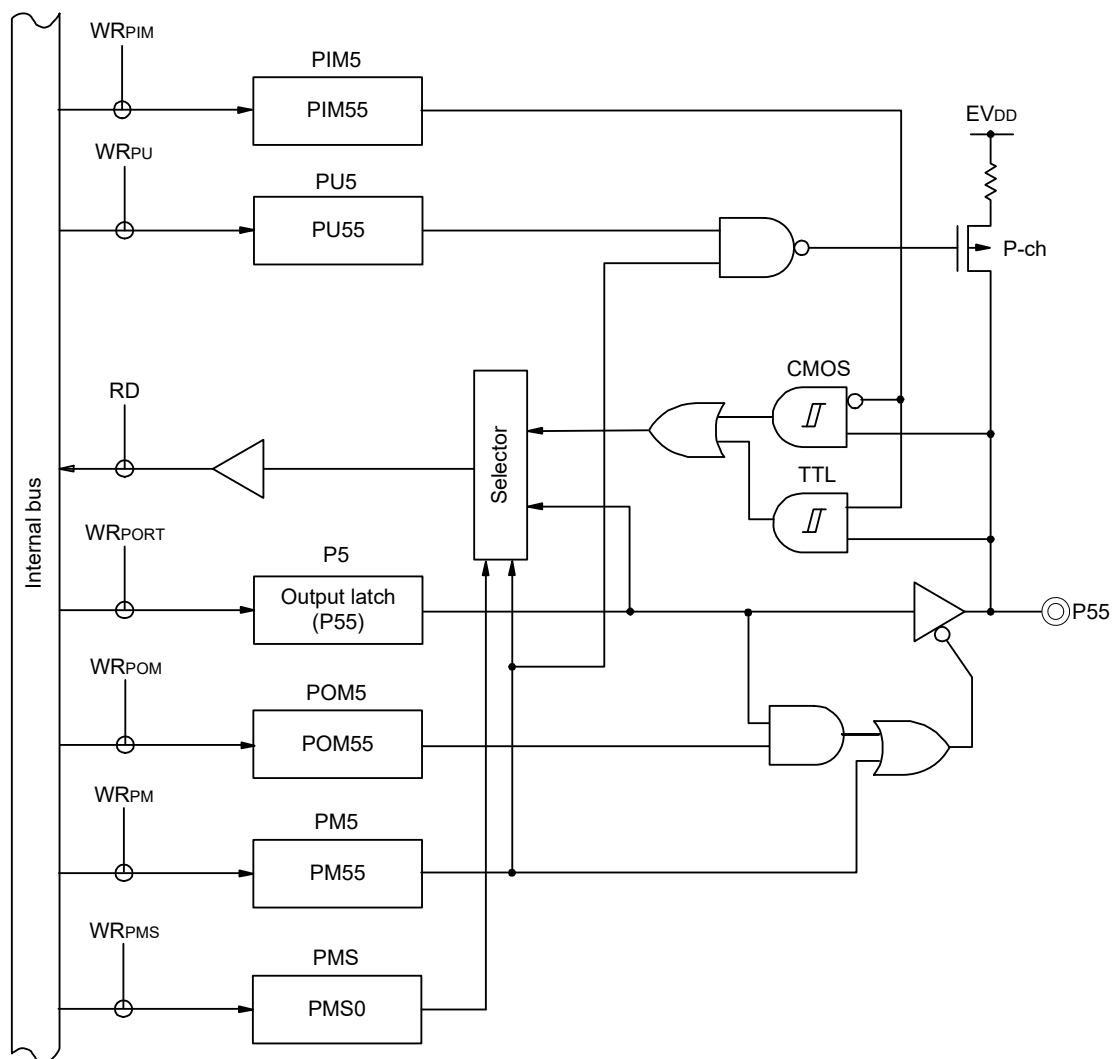 WRPIM
PIM5
PIM55
EVDD
WRPU
PU5
PU55
P-ch
CMOS
RD
Selector
TTL
Internal bus
WRPORT
P5
Output latch
(P55)
P55
WRPOM
POM5
POM55
WRPM
PM5
PM55
WRPMS
PMS
PMS0